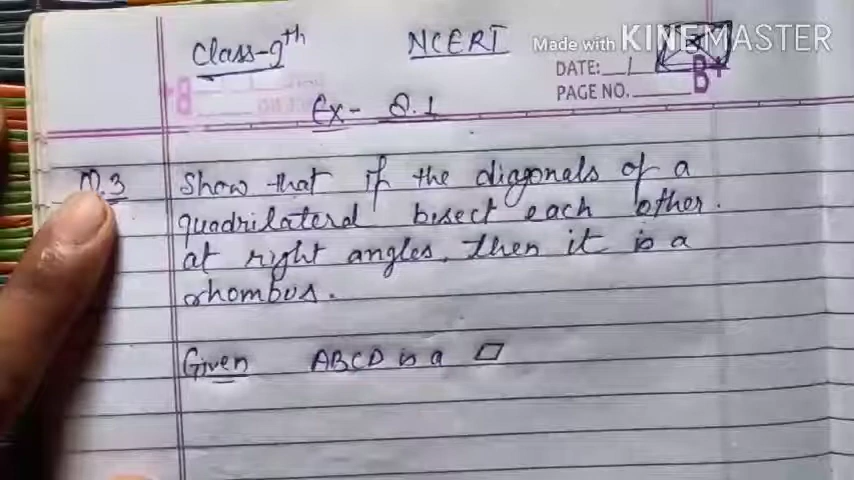 Class-9th NCERT Made with KINEMASTER
DATE: B+
PAGE NO.
Ex- 8.1
Q.3 Show that if the diagonals of a
quadrilateral bisect each other.
at right angles. then it is a
rhombus.
Given ABCD is a ▱